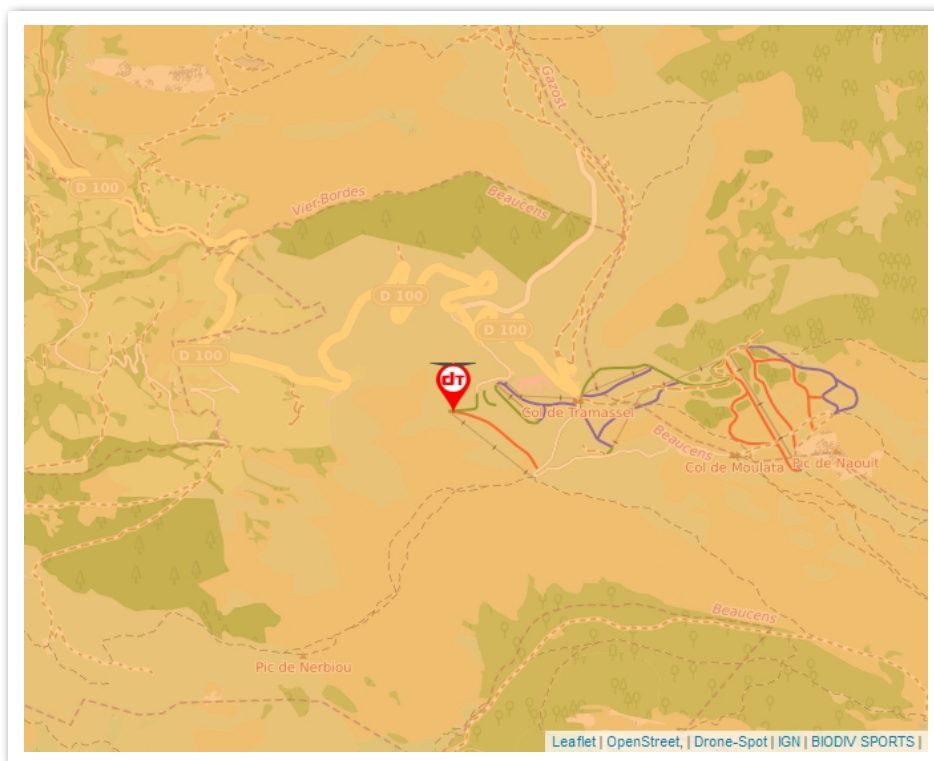 Gazost
D 100
Vier-Bordes
Beaucens
D 100
D 100
D 100
dT
Col de Tramassel
Beaucens
Col de Moulata
Pic de Naouit
Beaucens
Pic de Nerbiou
Leaflet | OpenStreet, | Drone-Spot | IGN | BIODIV SPORTS |